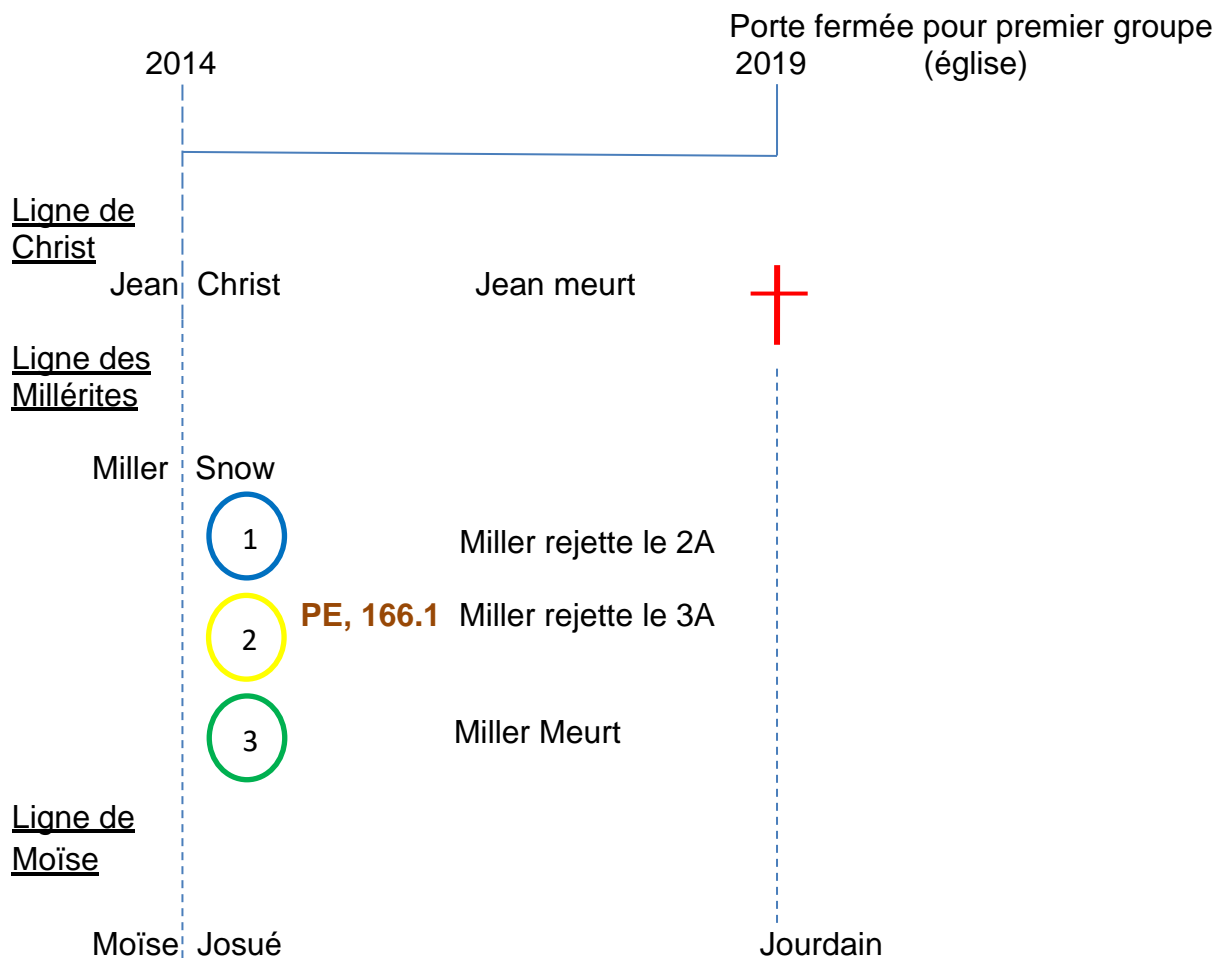 Porte fermée pour premier groupe
2014 2019 (église)
Ligne de
Christ
Jean Christ Jean meurt
Ligne des
Millérites
Miller Snow
1 Miller rejette le 2A
2 PE, 166.1 Miller rejette le 3A
3 Miller Meurt
Ligne de
Moïse
Moïse Josué Jourdain